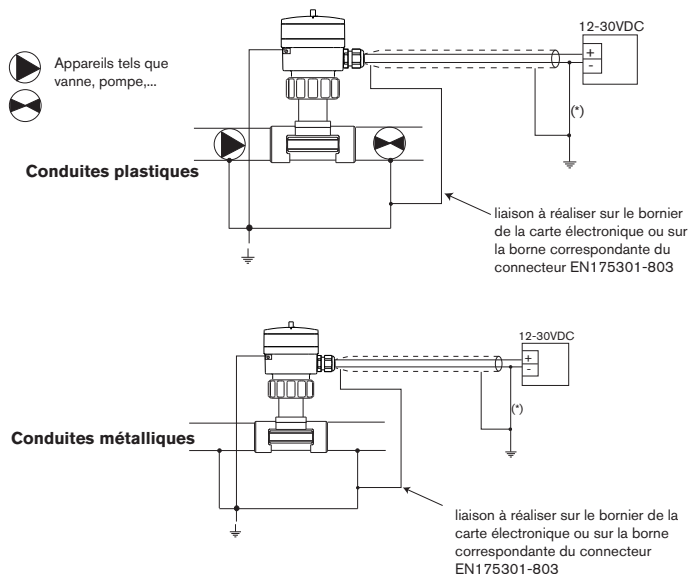 12-30VDC
+
-
Appareils tels que
vanne, pompe,...
(*)
Conduites plastiques
liaison à réaliser sur le bornier
de la carte électronique ou sur
la borne correspondante du
connecteur EN175301-803
12-30VDC
+
-
(*)
Conduites métalliques
liaison à réaliser sur le bornier de la
carte électronique ou sur la borne
correspondante du connecteur
EN175301-803